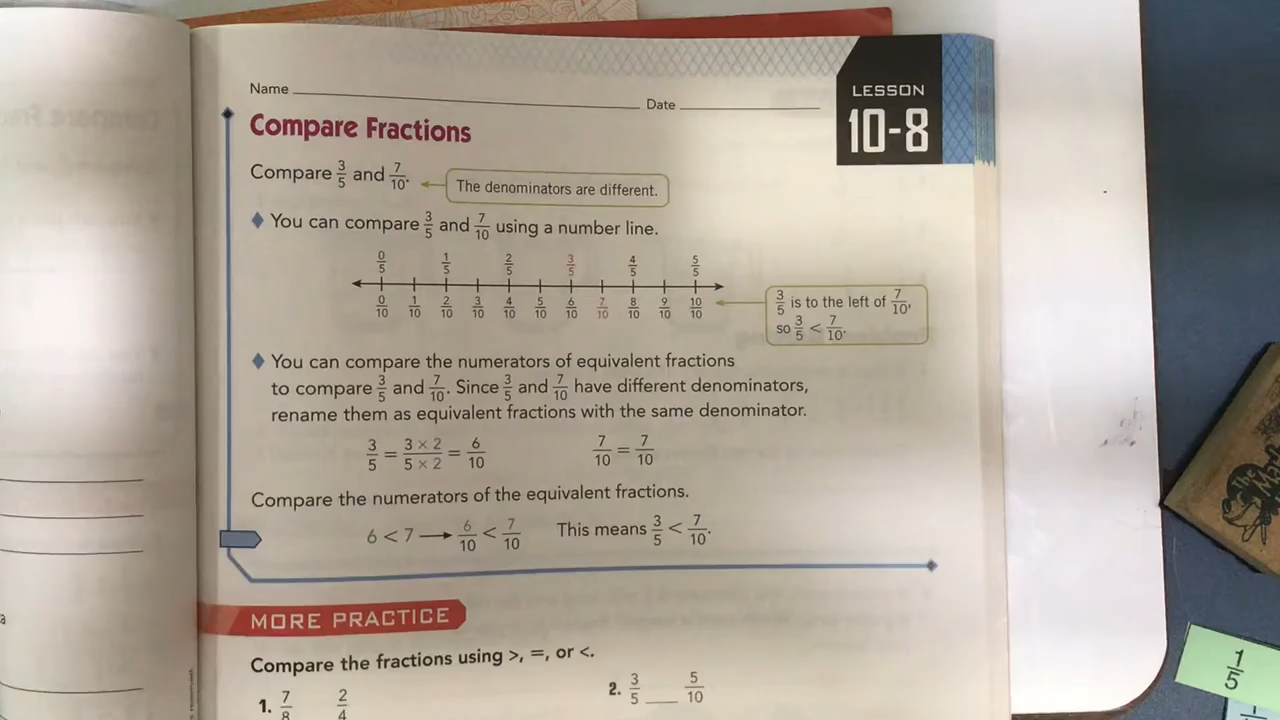 Name
Date
LESSON
10-8
Compare Fractions
Compare 3/5 and 7/10.
The denominators are different.
You can compare 3/5 and 7/10 using a number line.
0/5 1/5 2/5 3/5 4/5 5/5
0/10 1/10 2/10 3/10 4/10 5/10 6/10 7/10 8/10 9/10 10/10
3/5 is to the left of 7/10,
so 3/5 < 7/10.
You can compare the numerators of equivalent fractions
to compare 3/5 and 7/10. Since 3/5 and 7/10 have different denominators,
rename them as equivalent fractions with the same denominator.
3/5 = 3 × 2/5 × 2 = 6/10 7/10 = 7/10
Compare the numerators of the equivalent fractions.
6 < 7 → 6/10 < 7/10 This means 3/5 < 7/10.
MORE PRACTICE
Compare the fractions using >, =, or <.
1. 7/8 2/4
2. 3/5 ___ 5/10
The
1/5